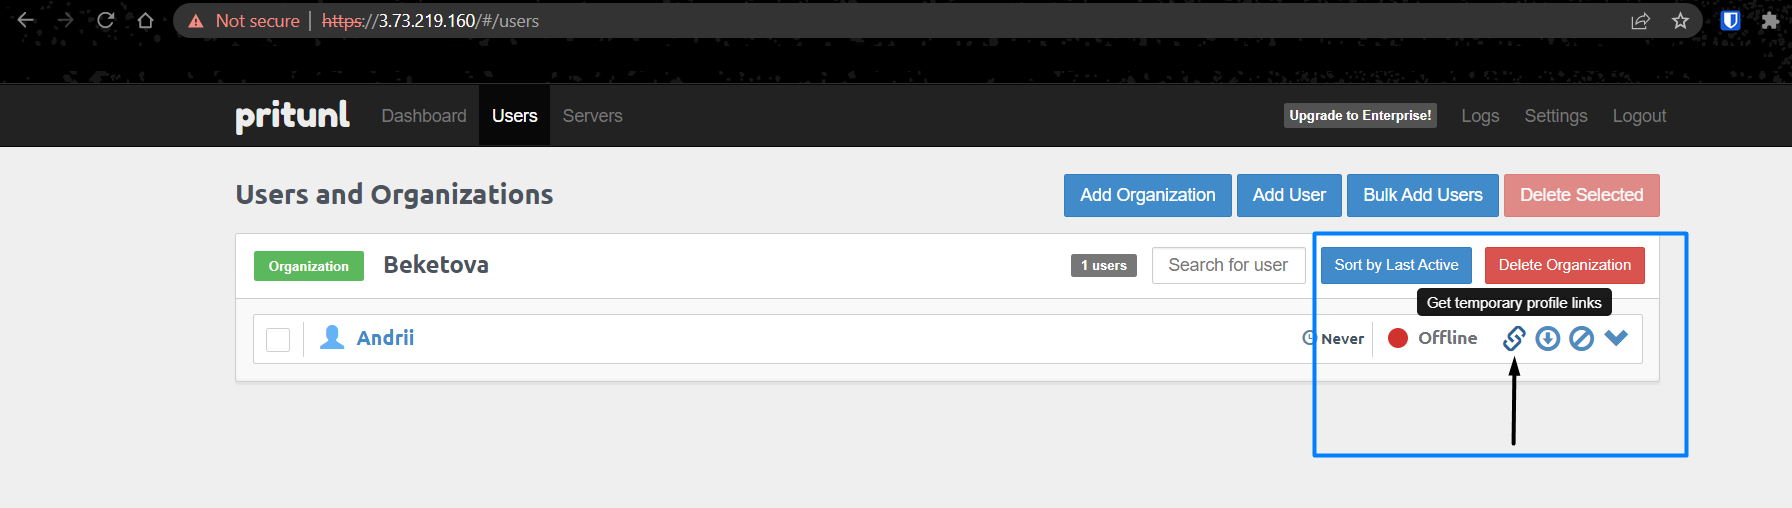 Not secure https://3.73.219.160/#/users
pritunl Dashboard Users Servers Upgrade to Enterprise! Logs Settings Logout
Users and Organizations Add Organization Add User Bulk Add Users Delete Selected
Organization Beketova 1 users Search for user Sort by Last Active Delete Organization
Get temporary profile links
Andrii Never Offline